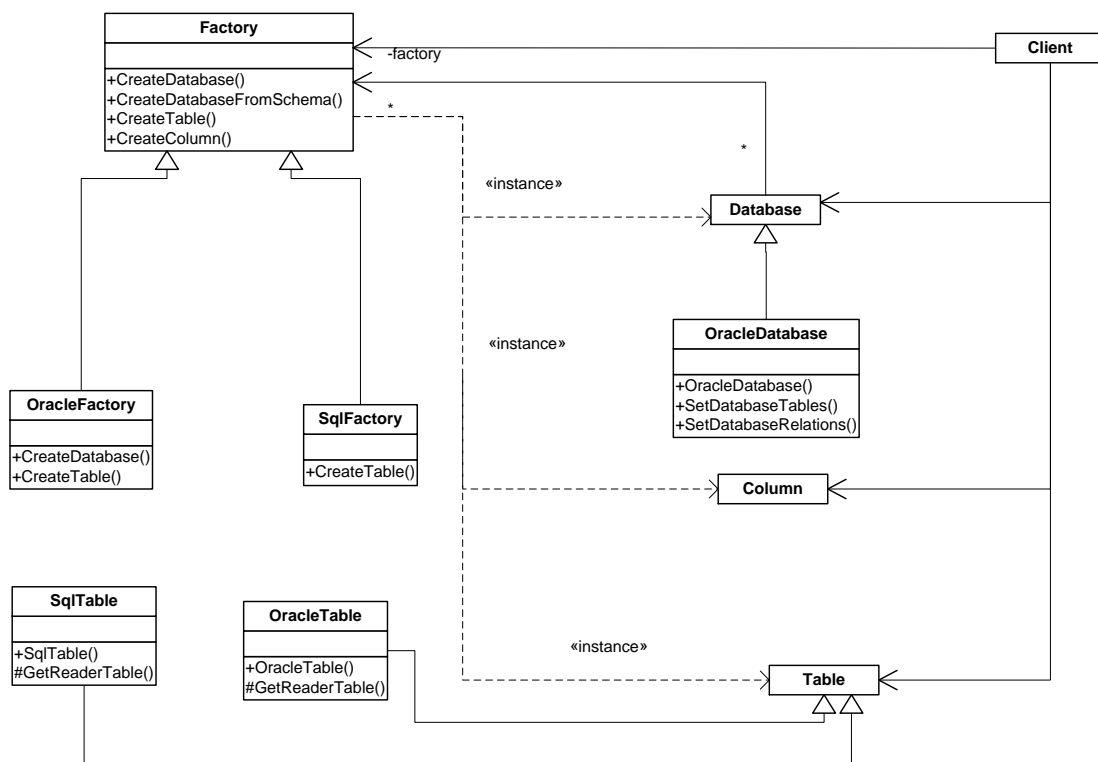 Factory
+CreateDatabase()
+CreateDatabaseFromSchema()
+CreateTable()
+CreateColumn()
-factory
*
Client
*
«instance»
Database
«instance»
OracleDatabase
+OracleDatabase()
+SetDatabaseTables()
+SetDatabaseRelations()
OracleFactory
+CreateDatabase()
+CreateTable()
SqlFactory
+CreateTable()
Column
SqlTable
+SqlTable()
#GetReaderTable()
OracleTable
+OracleTable()
#GetReaderTable()
«instance»
Table